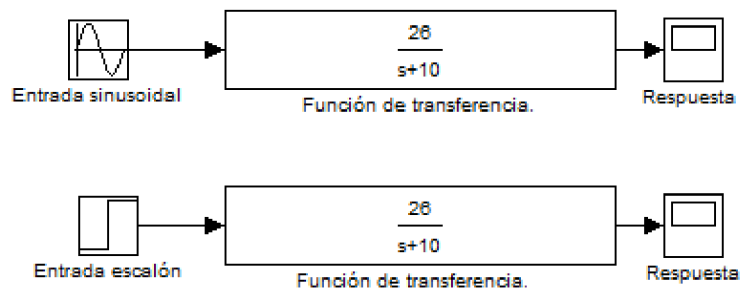 26
s+10
Entrada sinusoidal
Función de transferencia.
Respuesta
26
s+10
Entrada escalón
Función de transferencia.
Respuesta